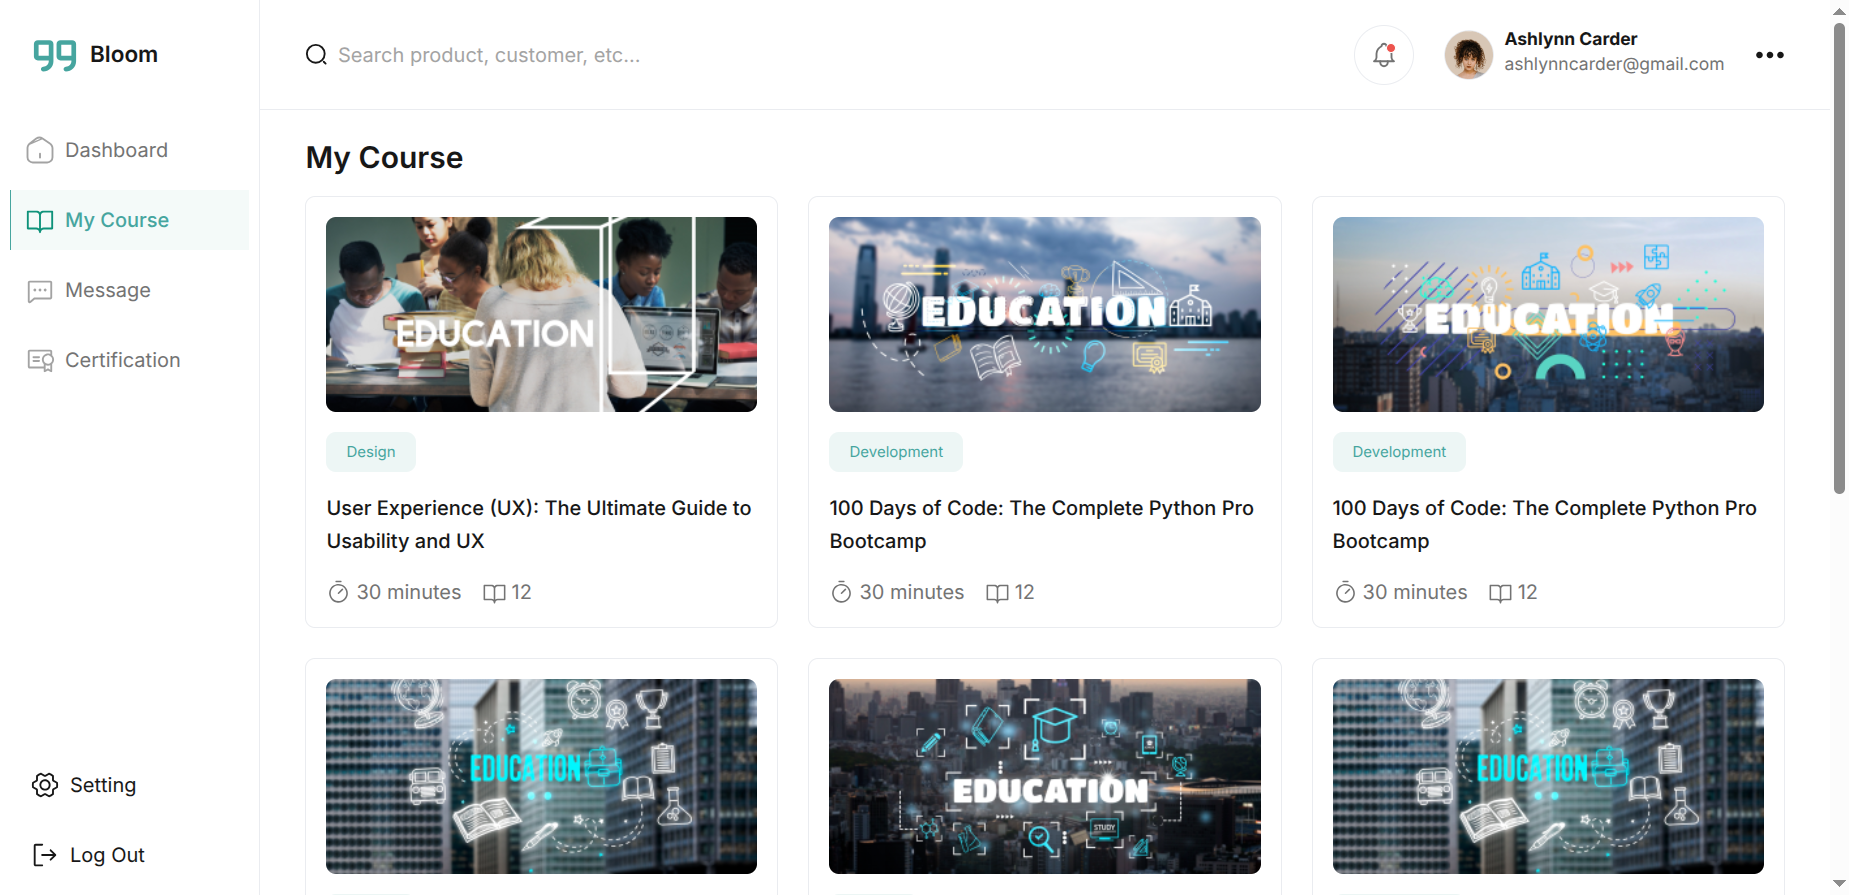 Bloom
Search product, customer, etc...
Ashlynn Carder
ashlynncarder@gmail.com
Dashboard
My Course
Message
Certification
Setting
Log Out
My Course
EDUCATION
Design
User Experience (UX): The Ultimate Guide to
Usability and UX
30 minutes
12
EDUCATION
Development
100 Days of Code: The Complete Python Pro
Bootcamp
30 minutes
12
EDUCATION
Development
100 Days of Code: The Complete Python Pro
Bootcamp
30 minutes
12
EDUCATION
EDUCATION
STUDY
EDUCATION